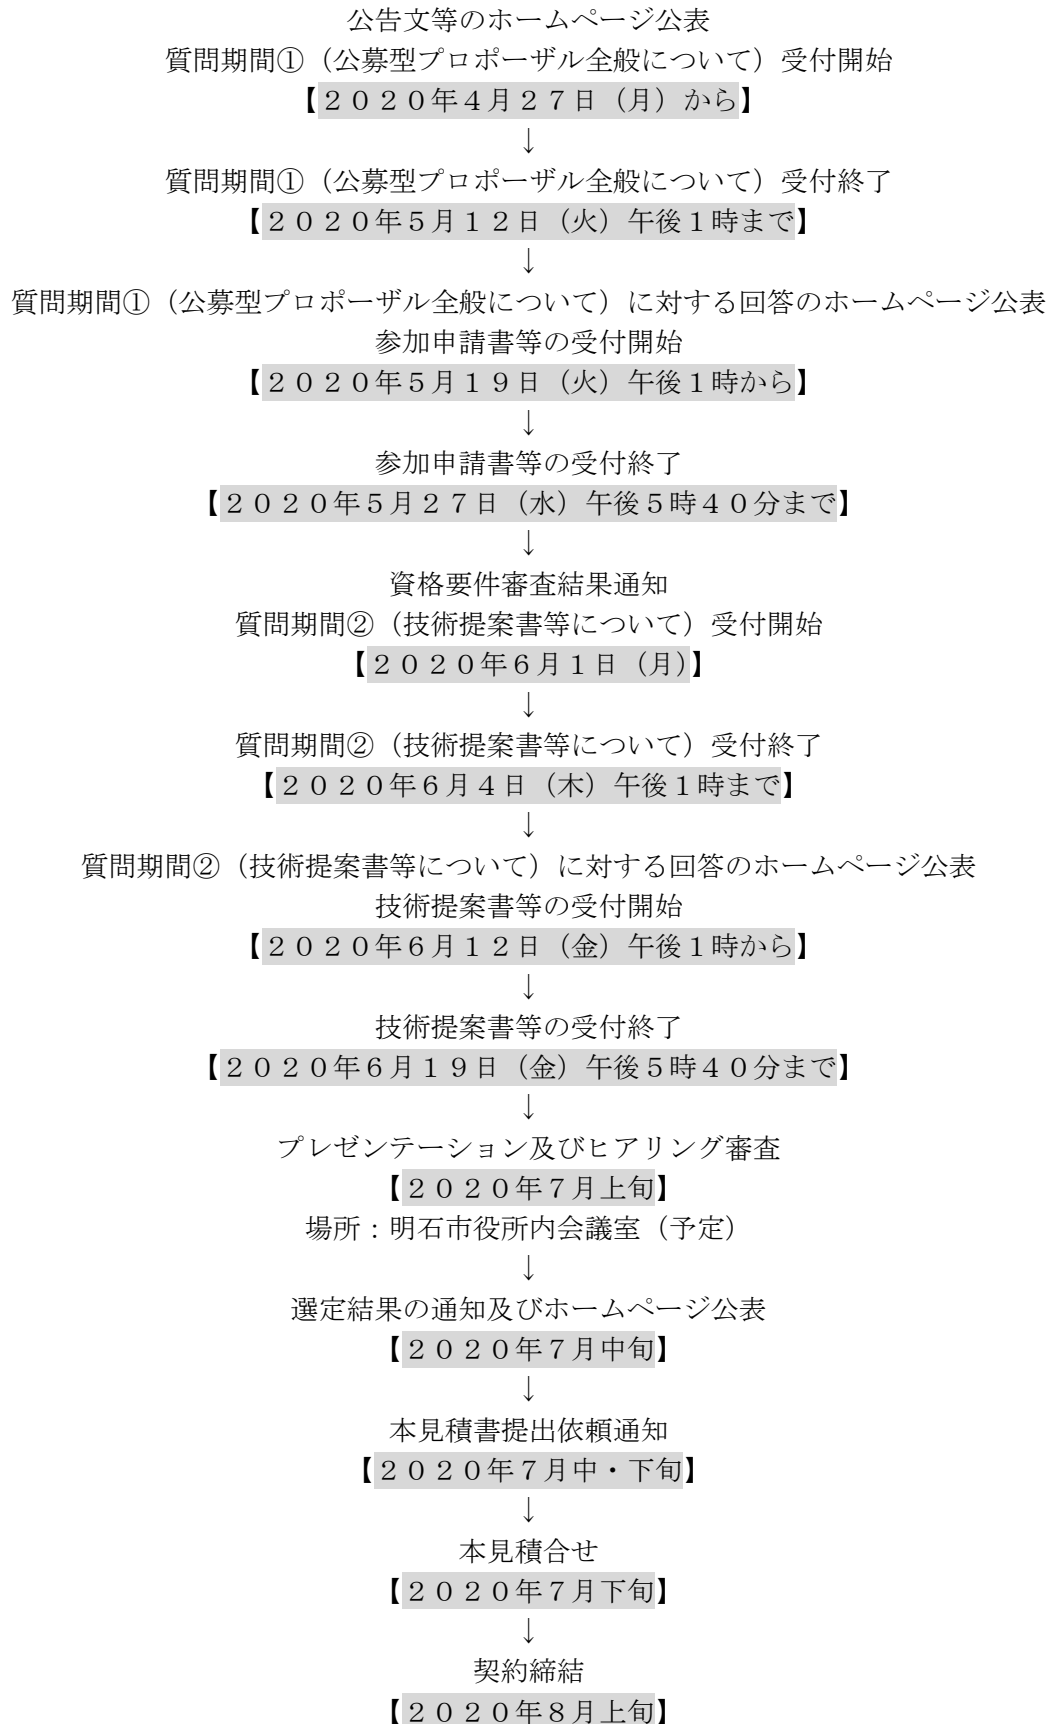 公告文等のホームページ公表
質問期間①（公募型プロポーザル全般について）受付開始
【２０２０年４月２７日（月）から】
↓
質問期間①（公募型プロポーザル全般について）受付終了
【２０２０年５月１２日（火）午後１時まで】
↓
質問期間①（公募型プロポーザル全般について）に対する回答のホームページ公表
参加申請書等の受付開始
【２０２０年５月１９日（火）午後１時から】
↓
参加申請書等の受付終了
【２０２０年５月２７日（水）午後５時４０分まで】
↓
資格要件審査結果通知
質問期間②（技術提案書等について）受付開始
【２０２０年６月１日（月）】
↓
質問期間②（技術提案書等について）受付終了
【２０２０年６月４日（木）午後１時まで】
↓
質問期間②（技術提案書等について）に対する回答のホームページ公表
技術提案書等の受付開始
【２０２０年６月１２日（金）午後１時から】
↓
技術提案書等の受付終了
【２０２０年６月１９日（金）午後５時４０分まで】
↓
プレゼンテーション及びヒアリング審査
【２０２０年７月上旬】
場所：明石市役所内会議室（予定）
↓
選定結果の通知及びホームページ公表
【２０２０年７月中旬】
↓
本見積書提出依頼通知
【２０２０年７月中・下旬】
↓
本見積合せ
【２０２０年７月下旬】
↓
契約締結
【２０２０年８月上旬】